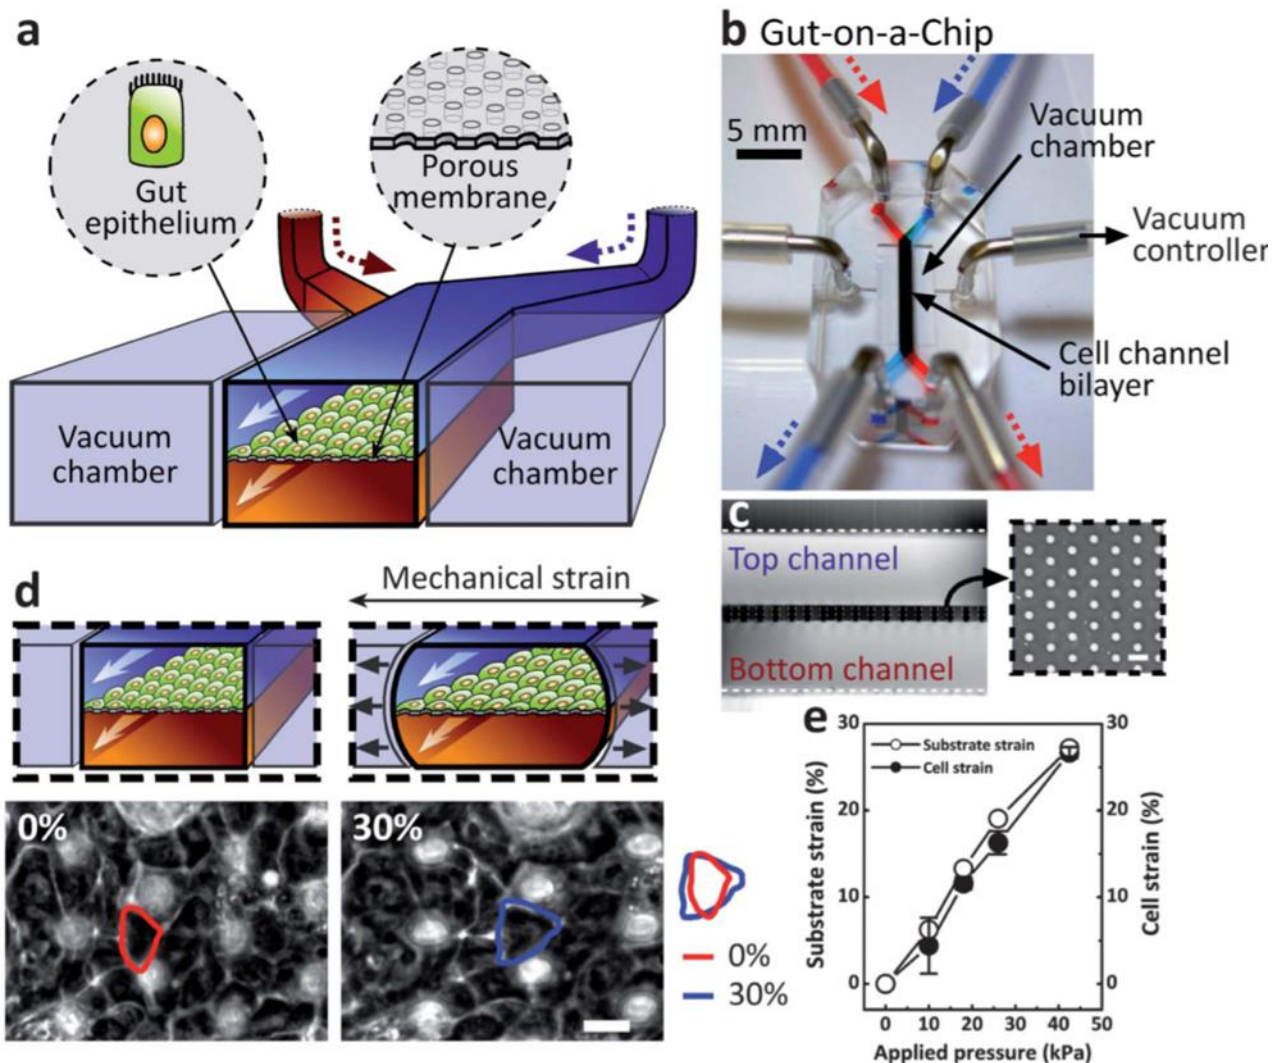 a
Gut
epithelium
Porous
membrane
Vacuum
chamber
Vacuum
chamber
b Gut-on-a-Chip
5 mm
Vacuum
chamber
Vacuum
controller
Cell channel
bilayer
c
Top channel
Bottom channel
d
Mechanical strain
0%
30%
0%
30%
e
30
20
10
0
Substrate strain (%)
Substrate strain
Cell strain
30
20
10
0
Cell strain (%)
0 10 20 30 40 50
Applied pressure (kPa)